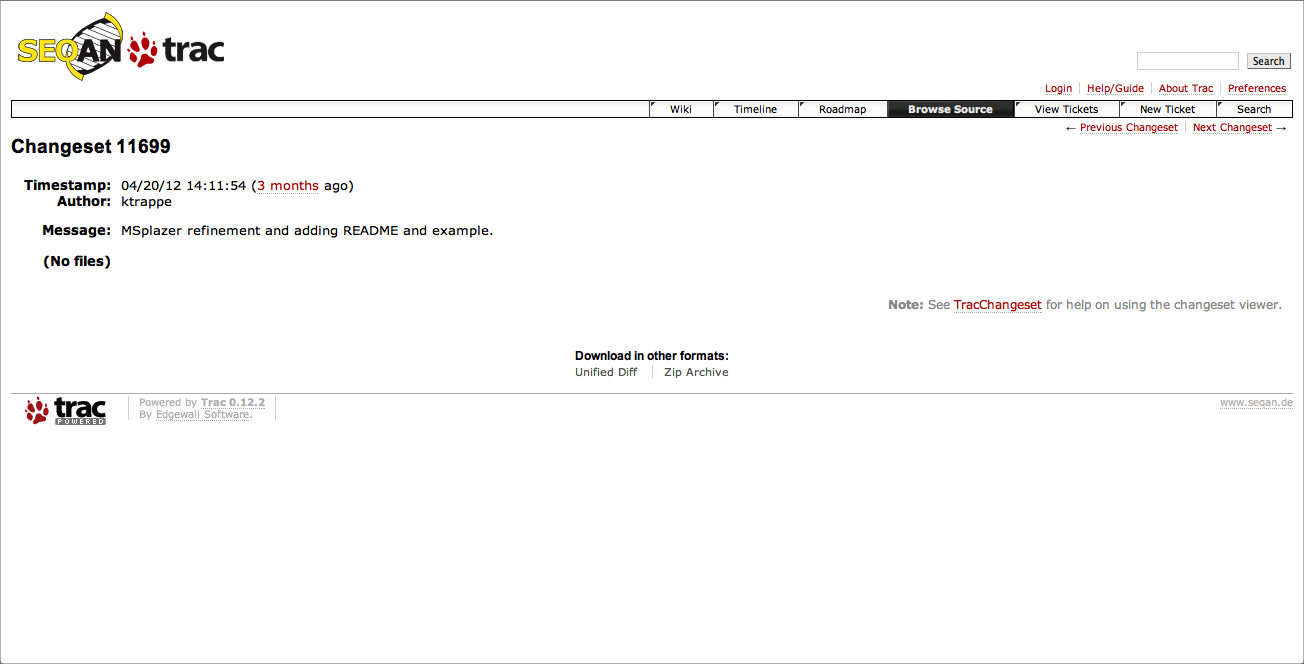 SEQAN trac
Search
Login Help/Guide About Trac Preferences
Wiki Timeline Roadmap Browse Source View Tickets New Ticket Search
← Previous Changeset Next Changeset →
Changeset 11699
Timestamp: 04/20/12 14:11:54 (3 months ago)
Author: ktrappe
Message: MSplazer refinement and adding README and example.
(No files)
Note: See TracChangeset for help on using the changeset viewer.
Download in other formats:
Unified Diff Zip Archive
trac POWERED
Powered by Trac 0.12.2
By Edgewall Software.
www.seqan.de